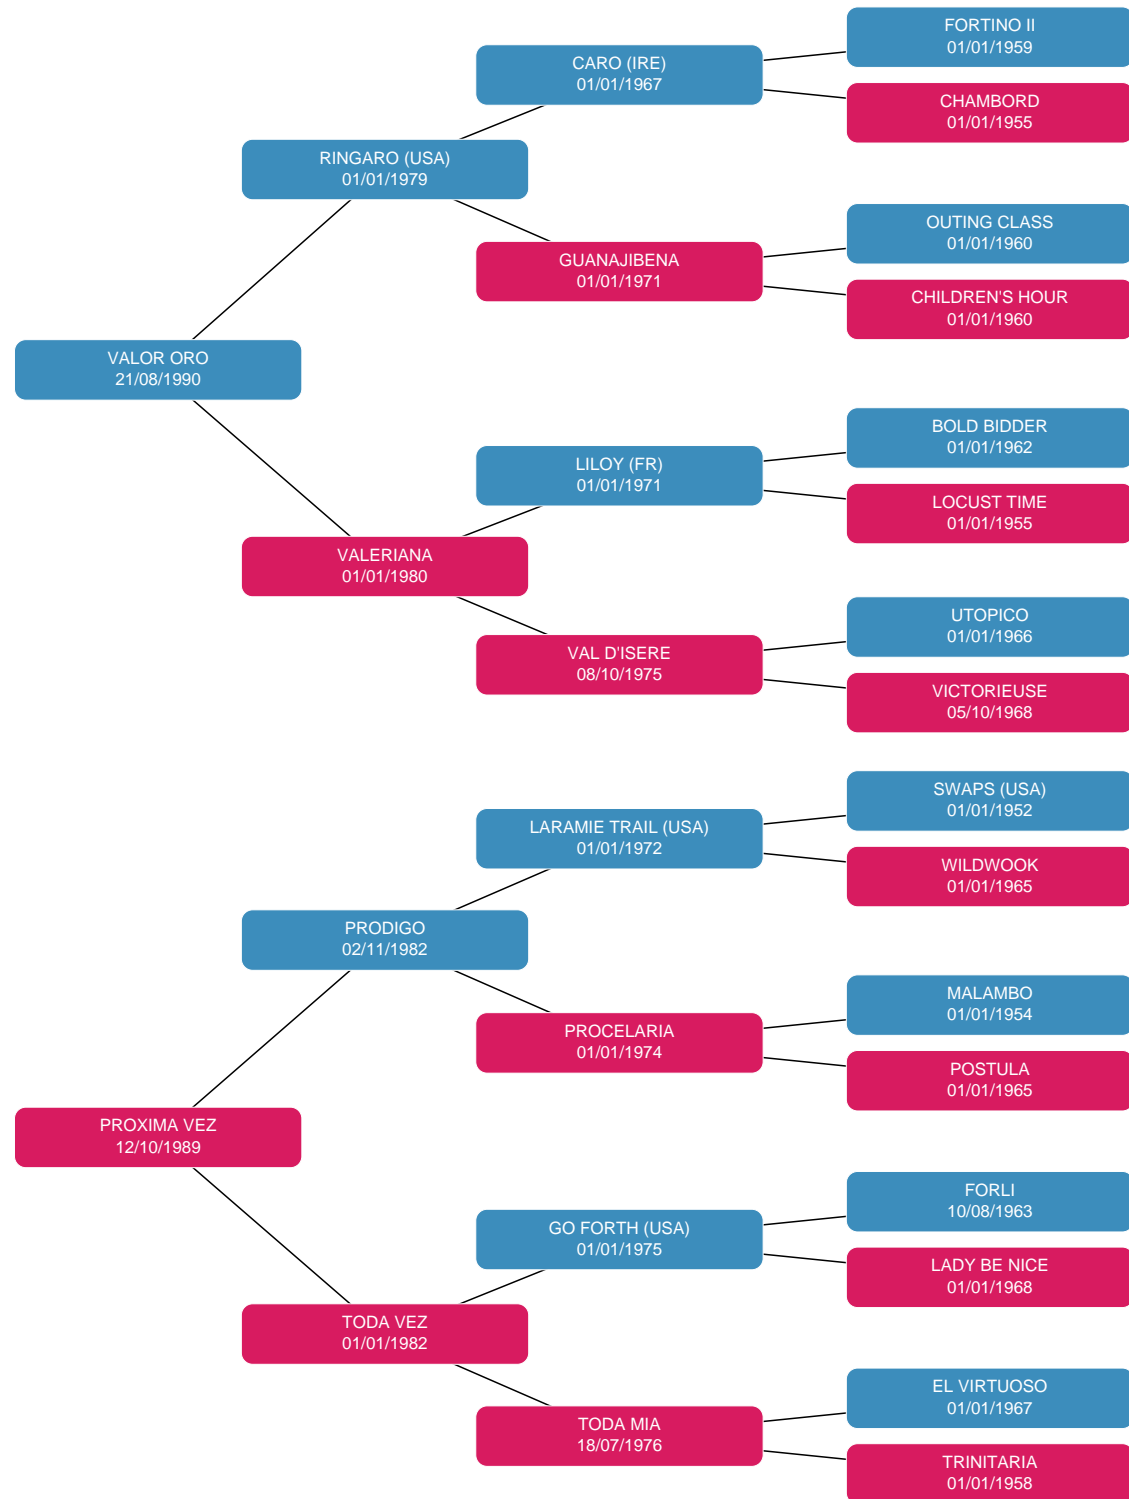 FORTINO II
01/01/1959
CARO (IRE)
01/01/1967
CHAMBORD
01/01/1955
RINGARO (USA)
01/01/1979
OUTING CLASS
01/01/1960
GUANAJIBENA
01/01/1971
CHILDREN'S HOUR
01/01/1960
VALOR ORO
21/08/1990
BOLD BIDDER
01/01/1962
LILOY (FR)
01/01/1971
LOCUST TIME
01/01/1955
VALERIANA
01/01/1980
UTOPICO
01/01/1966
VAL D'ISERE
08/10/1975
VICTORIEUSE
05/10/1968
SWAPS (USA)
01/01/1952
LARAMIE TRAIL (USA)
01/01/1972
WILDWOOK
01/01/1965
PRODIGO
02/11/1982
MALAMBO
01/01/1954
PROCELARIA
01/01/1974
POSTULA
01/01/1965
PROXIMA VEZ
12/10/1989
FORLI
10/08/1963
GO FORTH (USA)
01/01/1975
LADY BE NICE
01/01/1968
TODA VEZ
01/01/1982
EL VIRTUOSO
01/01/1967
TODA MIA
18/07/1976
TRINITARIA
01/01/1958